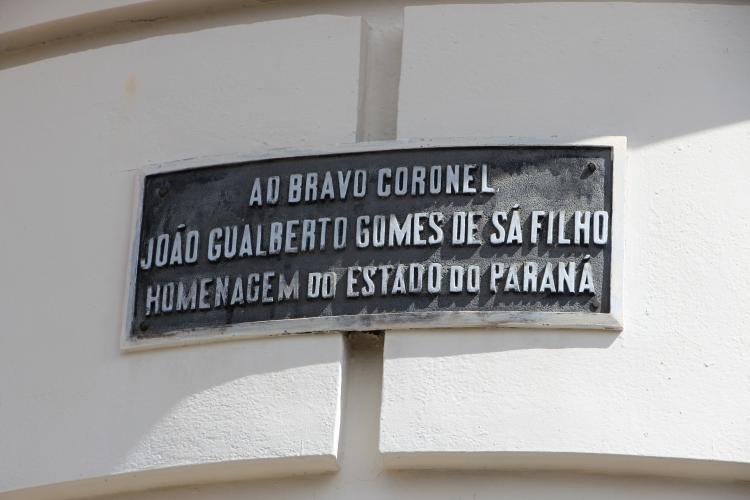 AO BRAVO CORONEL
JOÃO GUALBERTO GOMES DE SÁ FILHO
HOMENAGEM DO ESTADO DO PARANÁ